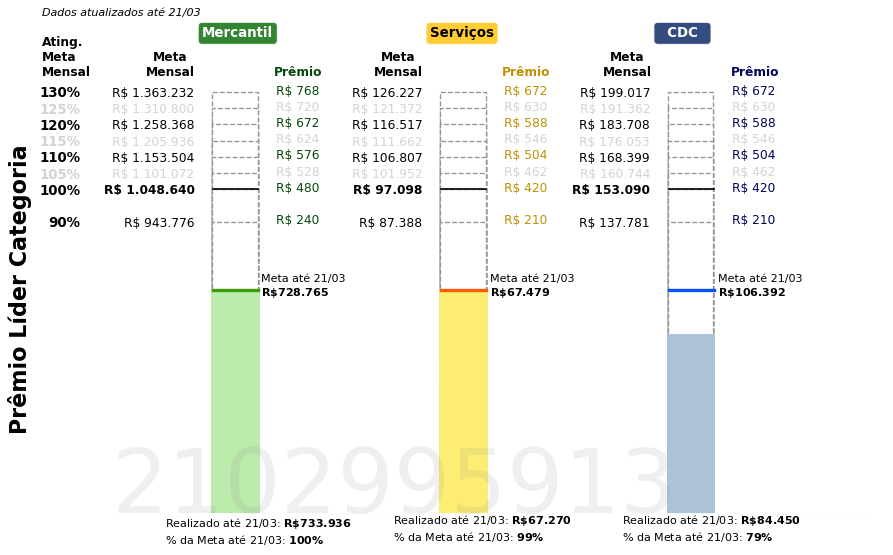 Dados atualizados até 21/03
Mercantil Serviços CDC
Ating. Meta Mensal Meta Mensal Prêmio Meta Mensal Prêmio Meta Mensal Prêmio
130% R$ 1.363.232 R$ 768 R$ 126.227 R$ 672 R$ 199.017 R$ 672
125% R$ 1.310.800 R$ 720 R$ 121.372 R$ 630 R$ 191.362 R$ 630
120% R$ 1.258.368 R$ 672 R$ 116.517 R$ 588 R$ 183.708 R$ 588
115% R$ 1.205.936 R$ 624 R$ 111.662 R$ 546 R$ 176.053 R$ 546
110% R$ 1.153.504 R$ 576 R$ 106.807 R$ 504 R$ 168.399 R$ 504
105% R$ 1.101.072 R$ 528 R$ 101.952 R$ 462 R$ 160.744 R$ 462
100% R$ 1.048.640 R$ 480 R$ 97.098 R$ 420 R$ 153.090 R$ 420
90% R$ 943.776 R$ 240 R$ 87.388 R$ 210 R$ 137.781 R$ 210
Meta até 21/03 Meta até 21/03 Meta até 21/03
R$728.765 R$67.479 R$106.392
Prêmio Líder Categoria
2102995913
Realizado até 21/03: R$733.936 Realizado até 21/03: R$67.270 Realizado até 21/03: R$84.450
% da Meta até 21/03: 100% % da Meta até 21/03: 99% % da Meta até 21/03: 79%